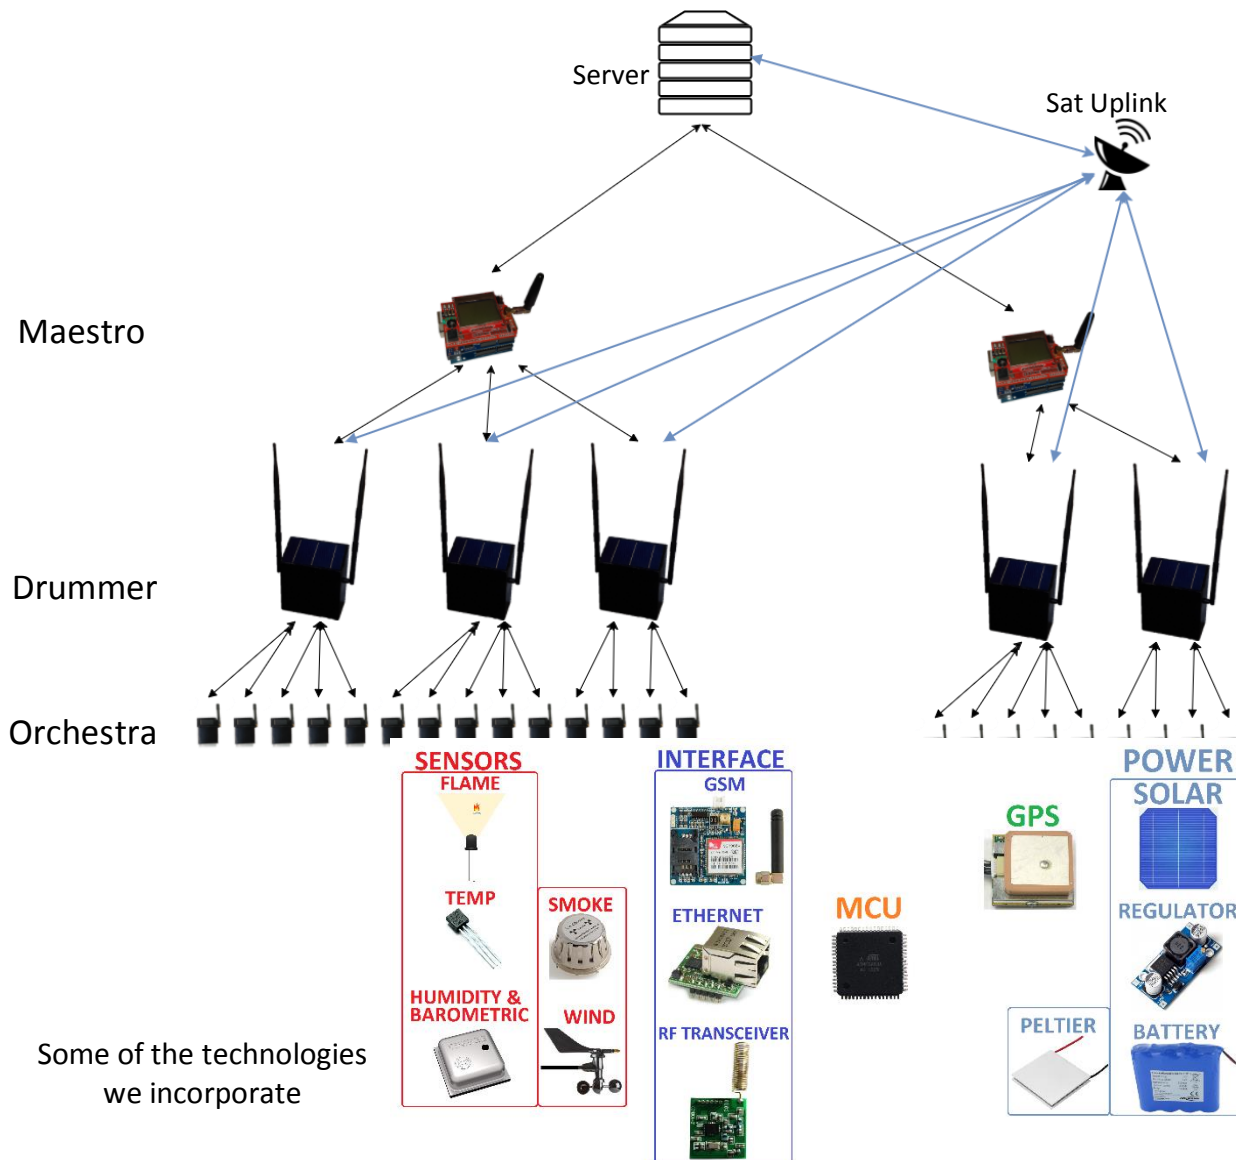 Server
Sat Uplink
Maestro
Drummer
Orchestra
SENSORS
FLAME
TEMP
SMOKE
HUMIDITY &
BAROMETRIC
WIND
INTERFACE
GSM
ETHERNET
RF TRANSCEIVER
MCU
GPS
POWER
SOLAR
REGULATOR
PELTIER
BATTERY
Some of the technologies
we incorporate